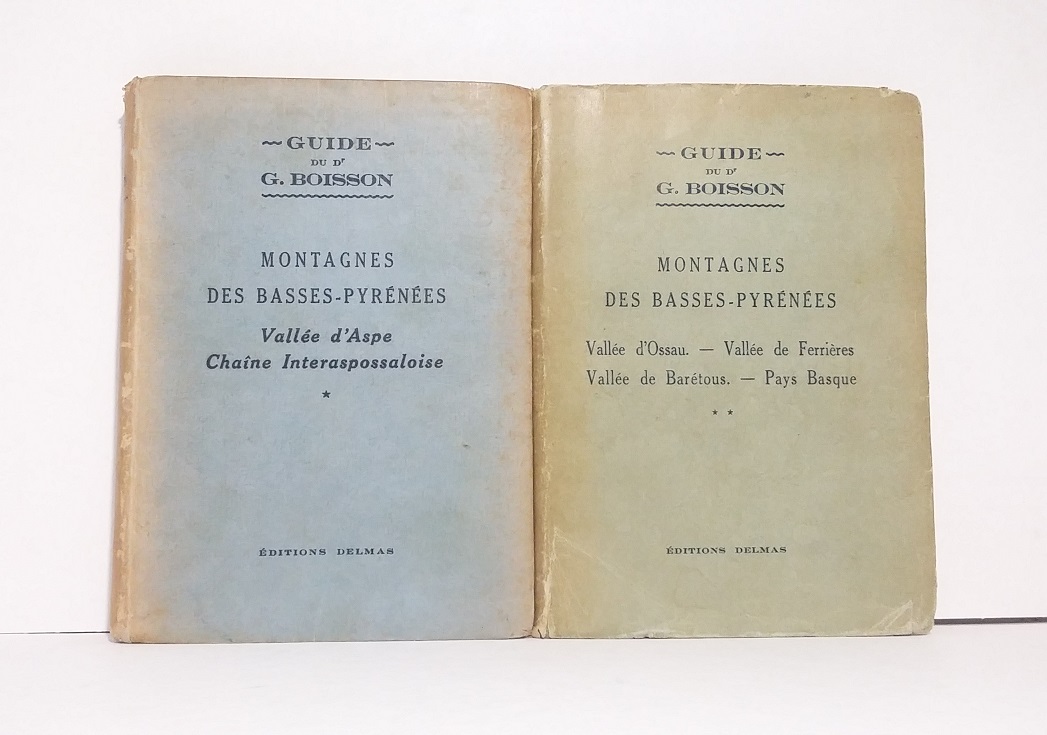 GUIDE
DU Dr
G. BOISSON
MONTAGNES
DES BASSES-PYRÉNÉES
Vallée d'Aspe
Chaîne Interaspossaloise
★
ÉDITIONS DELMAS
GUIDE
DU Dr
G. BOISSON
MONTAGNES
DES BASSES-PYRÉNÉES
Vallée d'Ossau. — Vallée de Ferrières
Vallée de Barétous. — Pays Basque
★ ★
ÉDITIONS DELMAS